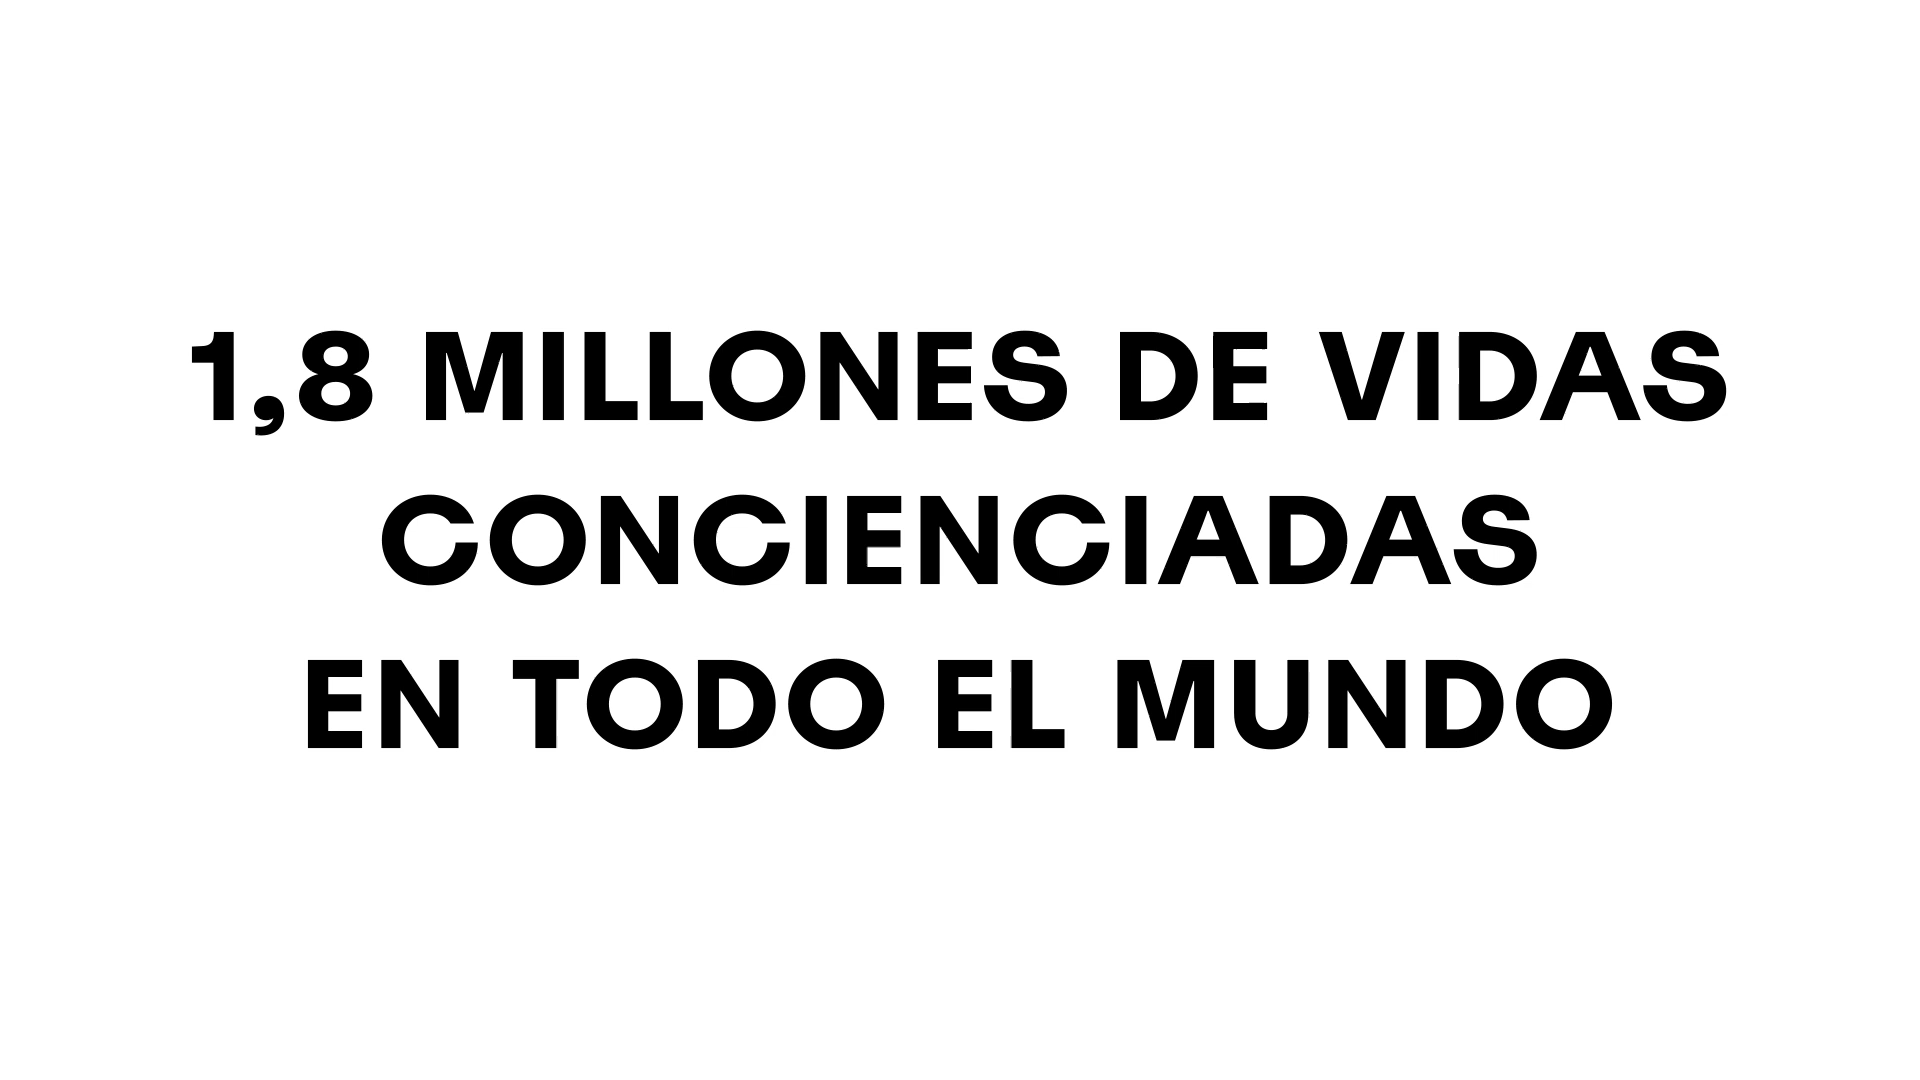 1,8 MILLONES DE VIDAS
CONCIENCIADAS
EN TODO EL MUNDO